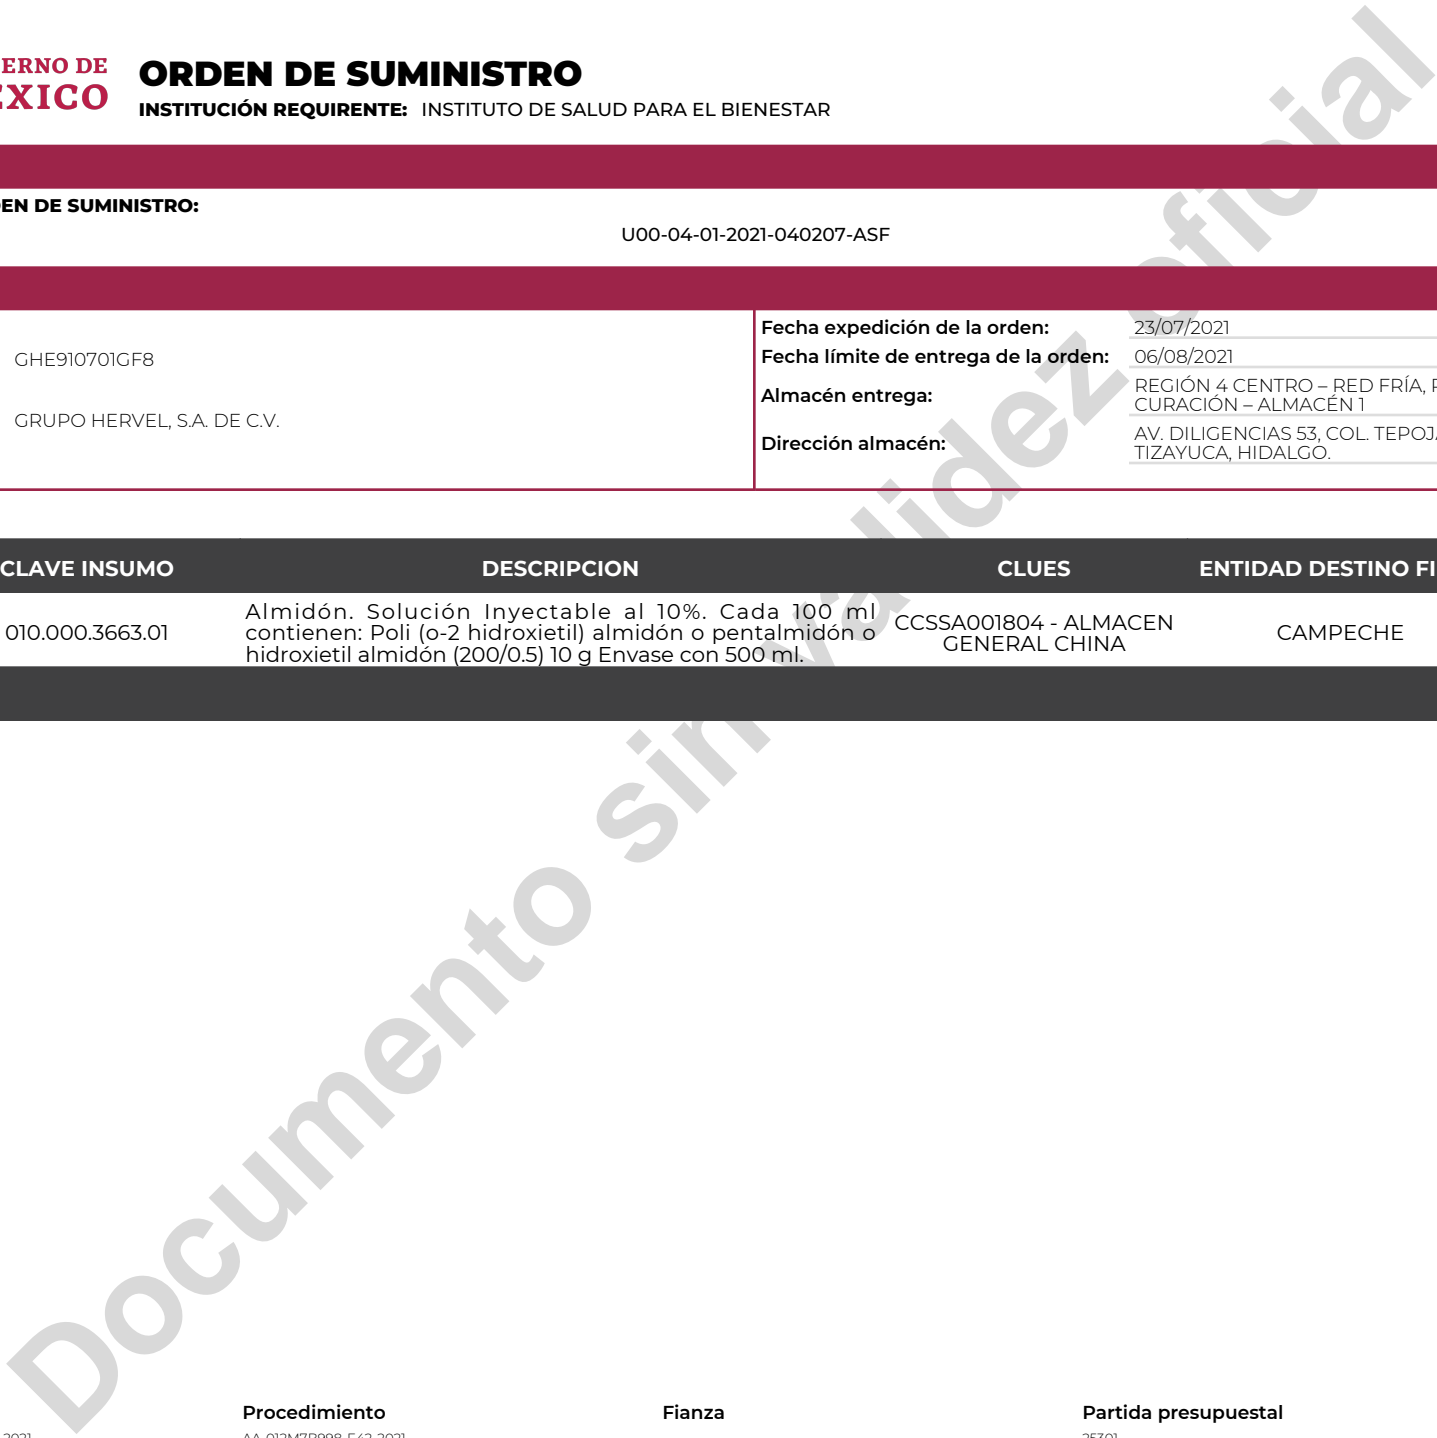 ERNO DE
ÉXICO
ORDEN DE SUMINISTRO
INSTITUCIÓN REQUIRENTE: INSTITUTO DE SALUD PARA EL BIENESTAR
EN DE SUMINISTRO:
U00-04-01-2021-040207-ASF
GHE910701GF8
GRUPO HERVEL, S.A. DE C.V.
Fecha expedición de la orden: 23/07/2021
Fecha límite de entrega de la orden: 06/08/2021
Almacén entrega: REGIÓN 4 CENTRO – RED FRÍA,
CURACIÓN – ALMACÉN 1
Dirección almacén: AV. DILIGENCIAS 53, COL. TEPOJ
TIZAYUCA, HIDALGO.
CLAVE INSUMO DESCRIPCION CLUES ENTIDAD DESTINO FI
010.000.3663.01
Almidón. Solución Inyectable al 10%. Cada 100 ml
contienen: Poli (o-2 hidroxietil) almidón o pentalmidón o
hidroxietil almidón (200/0.5) 10 g Envase con 500 ml.
CCSSA001804 - ALMACEN
GENERAL CHINA
CAMPECHE
Documento sin validez oficial
Procedimiento Fianza Partida presupuestal